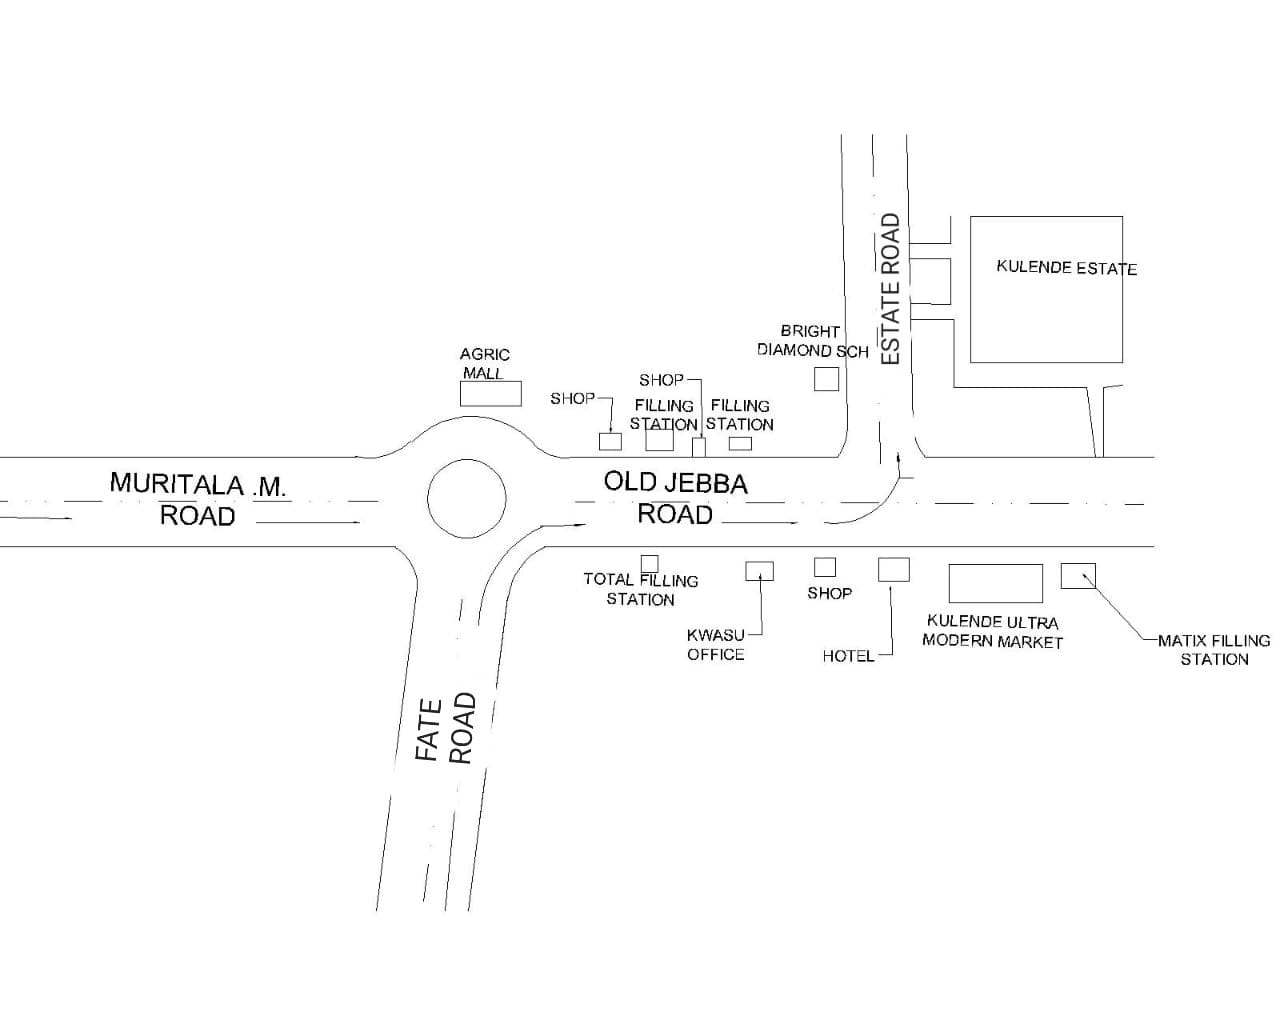 ESTATE ROAD
KULENDE ESTATE
BRIGHT
DIAMOND SCH
AGRIC
MALL
SHOP
SHOP
FILLING
STATION
FILLING
STATION
MURITALA .M.
ROAD
OLD JEBBA
ROAD
TOTAL FILLING
STATION
KWASU
OFFICE
SHOP
HOTEL
KULENDE ULTRA
MODERN MARKET
MATIX FILLING
STATION
FATE
ROAD